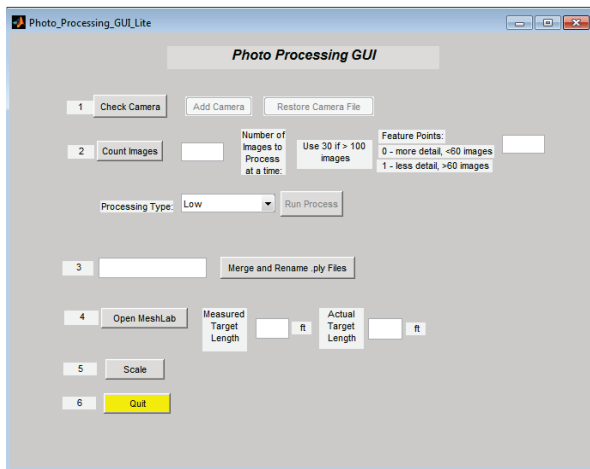 Photo_Processing_GUI_Lite
Photo Processing GUI
1 Check Camera Add Camera Restore Camera File
2 Count Images
Number of
Images to
Process
at a time:
Use 30 if > 100
images
Feature Points:
0 - more detail, <60 images
1 - less detail, >60 images
Processing Type: Low Run Process
3 Merge and Rename .ply Files
4 Open MeshLab
Measured
Target
Length
ft
Actual
Target
Length
ft
5 Scale
6 Quit